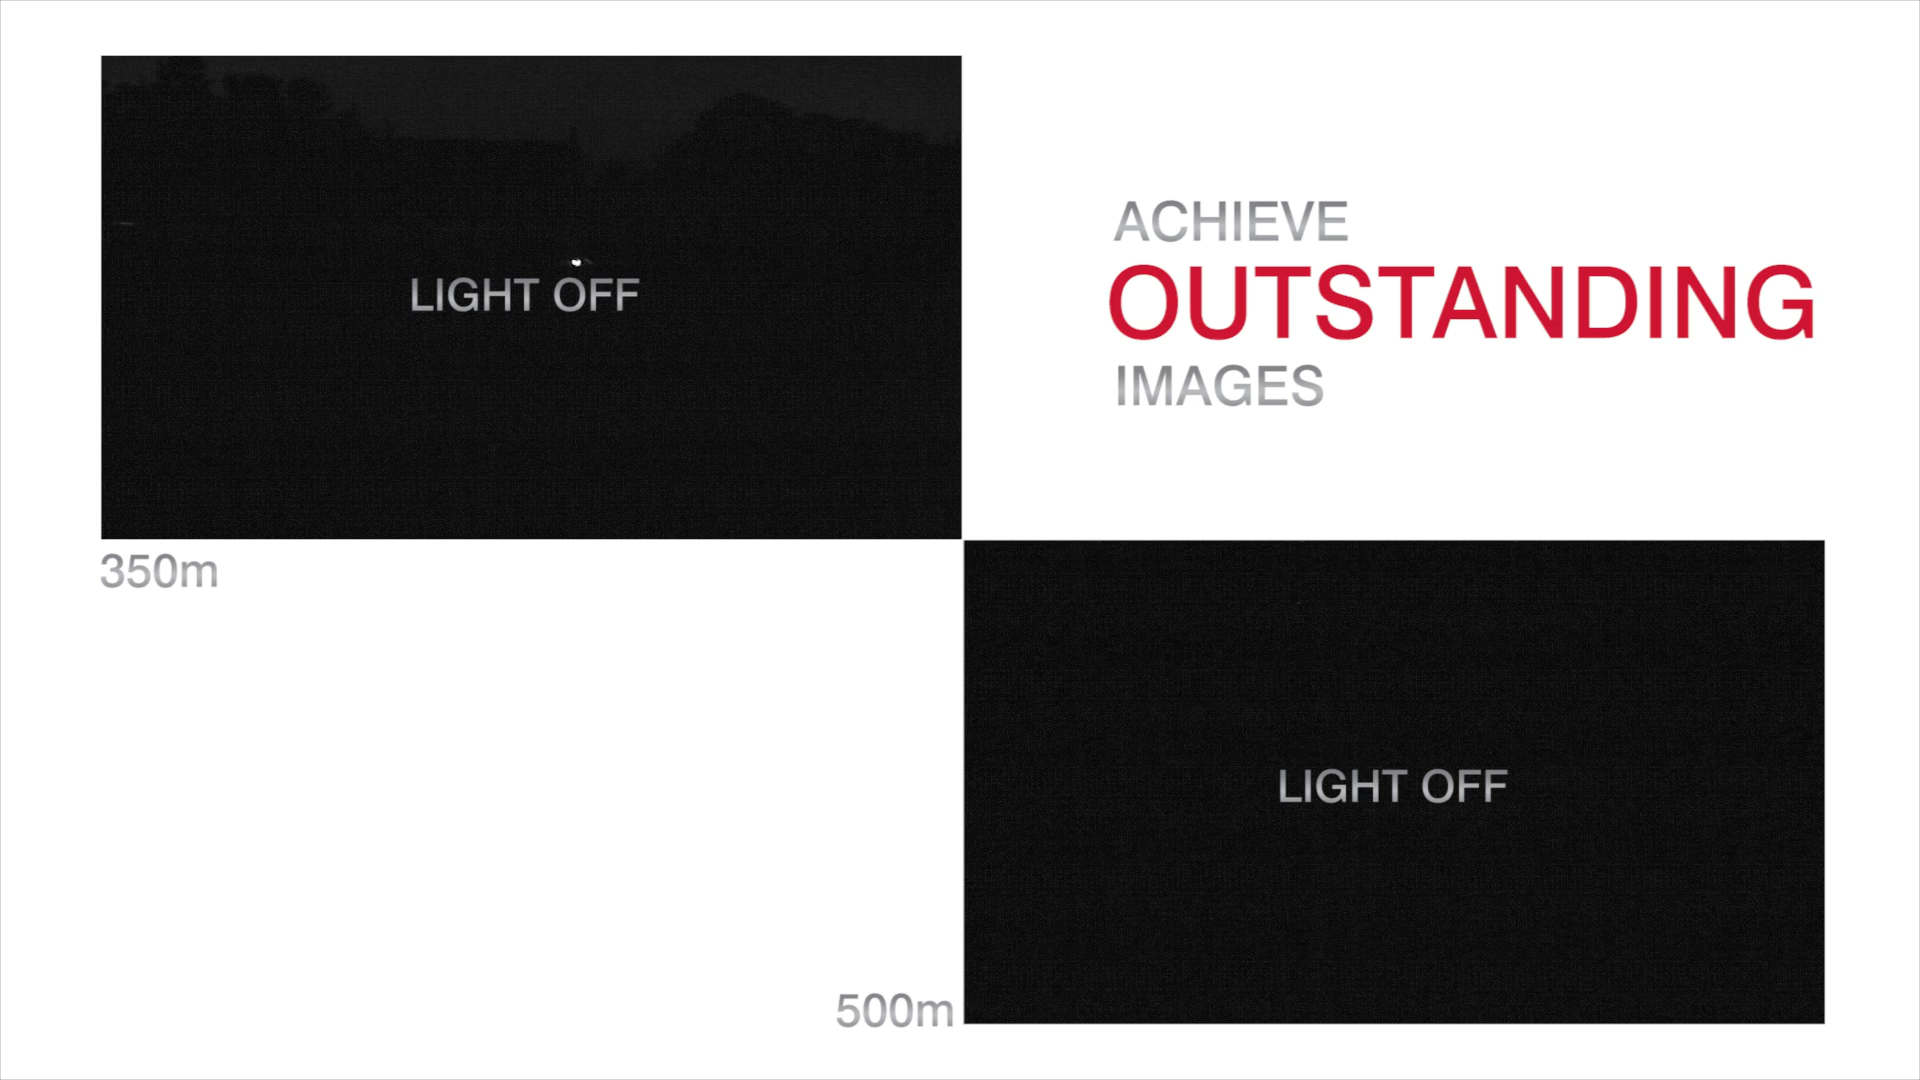 LIGHT OFF
350m
ACHIEVE
OUTSTANDING
IMAGES
LIGHT OFF
500m